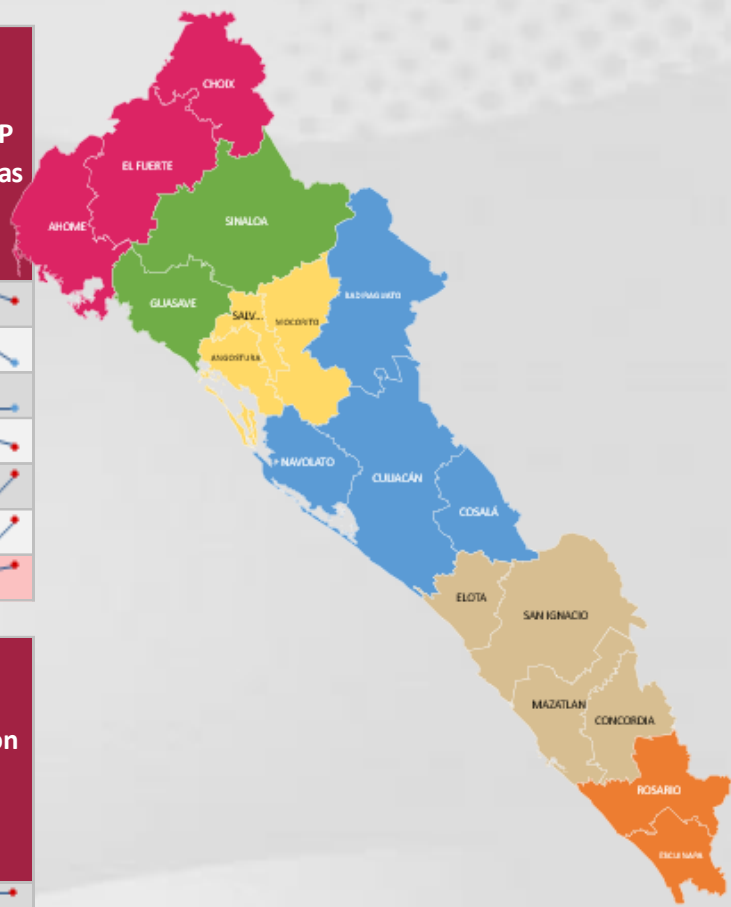 P
as
CHOIX
EL FUERTE
AHOME
SINALOA
GUASAVE
SALV...
MOCORITO
BADIRAGUATO
ANGOSTURA
NAVOLATO
CULIACÁN
COSALÁ
ELOTA
SAN IGNACIO
MAZATLAN
CONCORDIA
ón
ROSARIO
ESCUINAPA